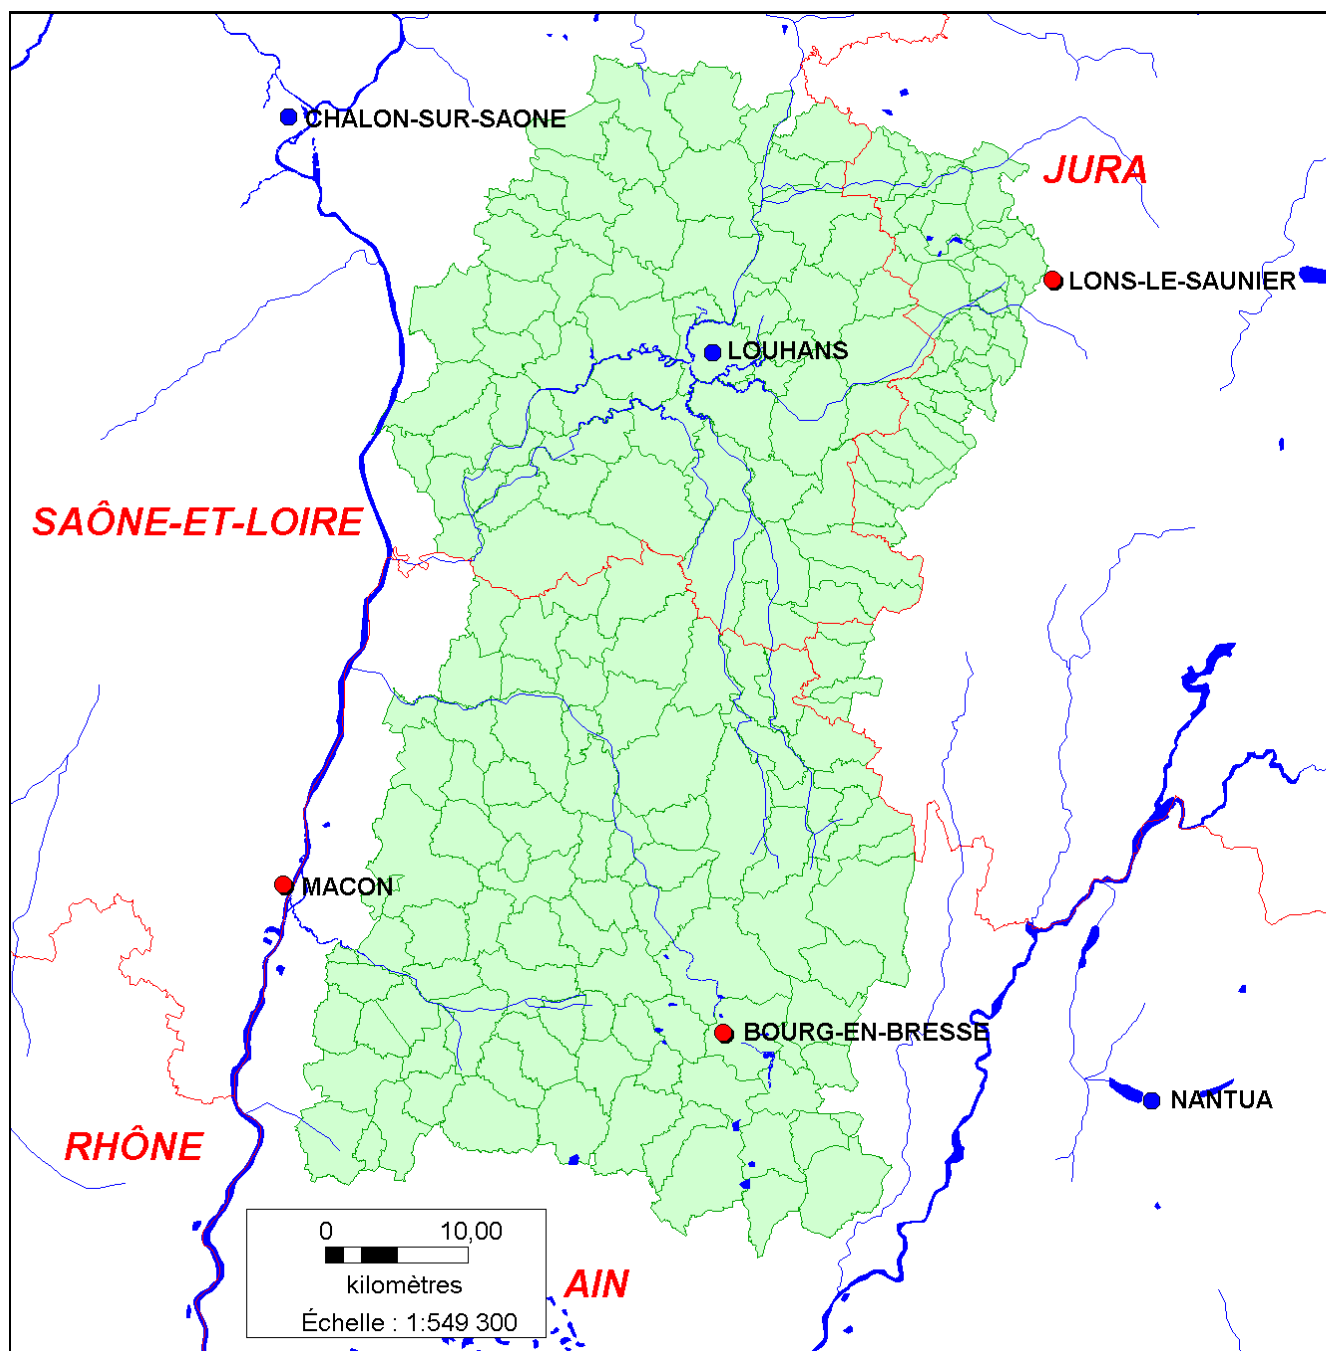 CHALON-SUR-SAONE
JURA
LONS-LE-SAUNIER
LOUHANS
SAÔNE-ET-LOIRE
MACON
BOURG-EN-BRESSE
NANTUA
RHÔNE
0 10,00
kilomètres
Échelle : 1:549 300
AIN